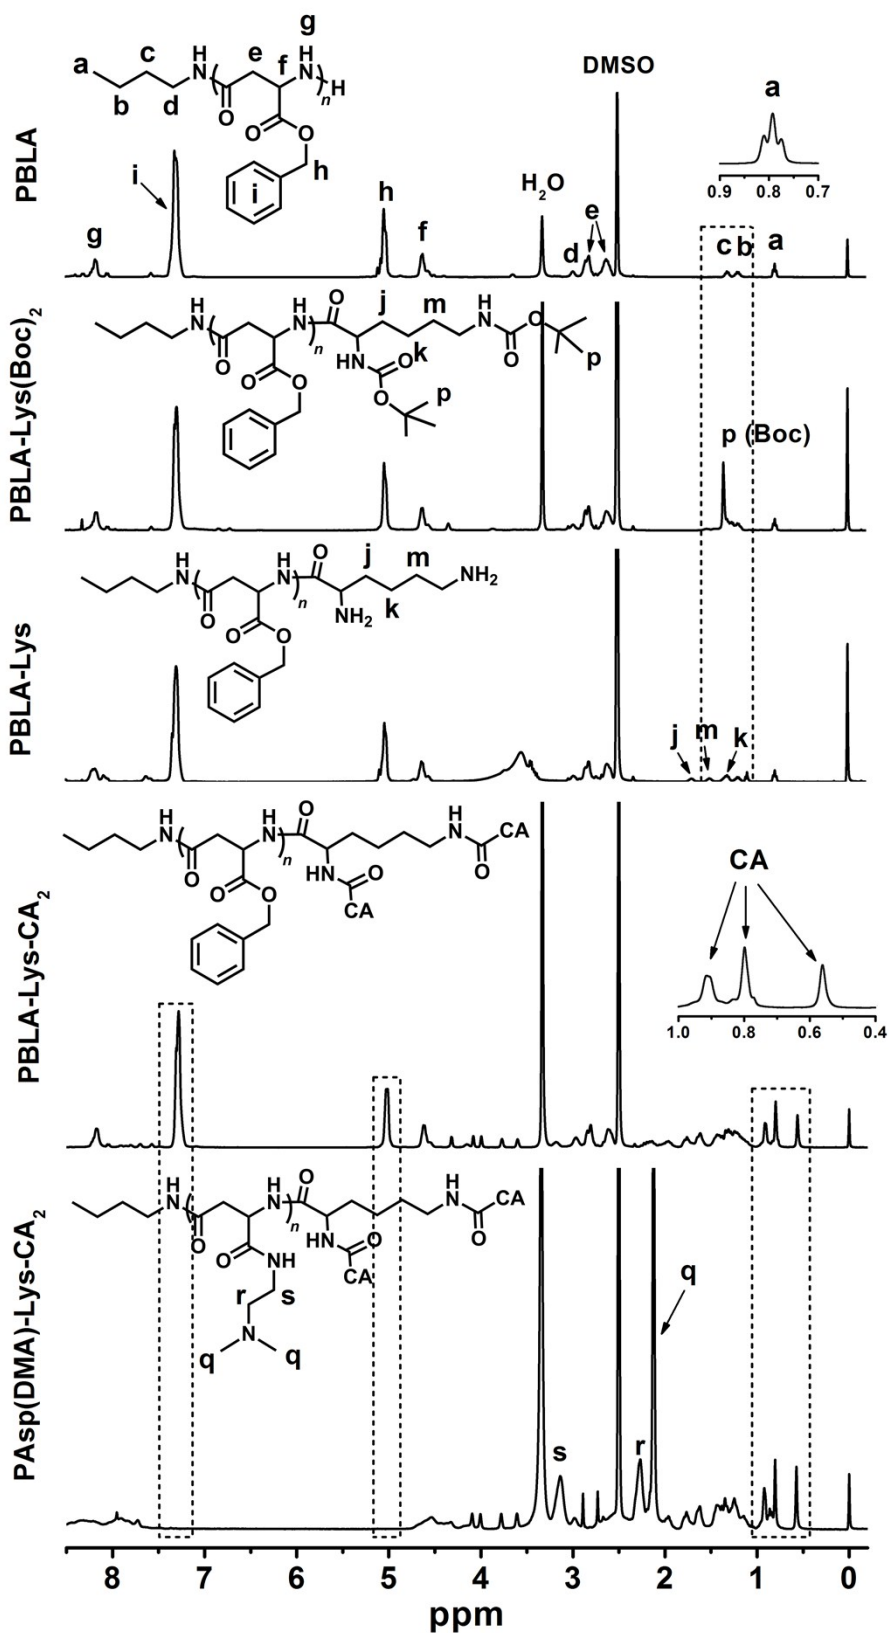 PBLA
a
b
c
d
H
N
(
O
e
f
g
H
N
)
n
H
O
O
h
i
g
i
h
f
H2O
d
e
DMSO
c b a
a
0.9 0.8 0.7
PBLA-Lys(Boc)2
H
N
(
O
H
N
)
n
O
O
O
j
m
k
H
N
O
O
p
HN
O
O
p
p (Boc)
PBLA-Lys
H
N
(
O
H
N
)
n
O
O
O
j
m
k
NH2
NH2
j m k
PBLA-Lys-CA2
H
N
(
O
H
N
)
n
O
O
O
H
N
CA
O
HN
O
CA
CA
1.0 0.8 0.6 0.4
PAsp(DMA)-Lys-CA2
H
N
(
O
H
N
)
n
O
O
NH
r
s
N
q
q
H
N
CA
O
HN
O
CA
s
r
q
8 7 6 5 4 3 2 1 0
ppm